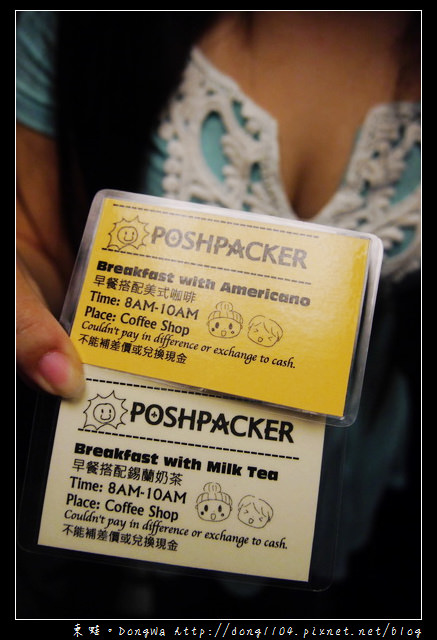 POSHPACKER
Breakfast with Americano
早餐搭配美式咖啡
Time: 8AM-10AM
Place: Coffee Shop
Couldn't pay in difference or exchange to cash.
不能補差價或兌換現金
POSHPACKER
Breakfast with Milk Tea
早餐搭配錫蘭奶茶
Time: 8AM-10AM
Place: Coffee Shop
Couldn't pay in difference or exchange to cash.
不能補差價或兌換現金
東蛙。DongWa http://dong1104.pixnet.net/blog